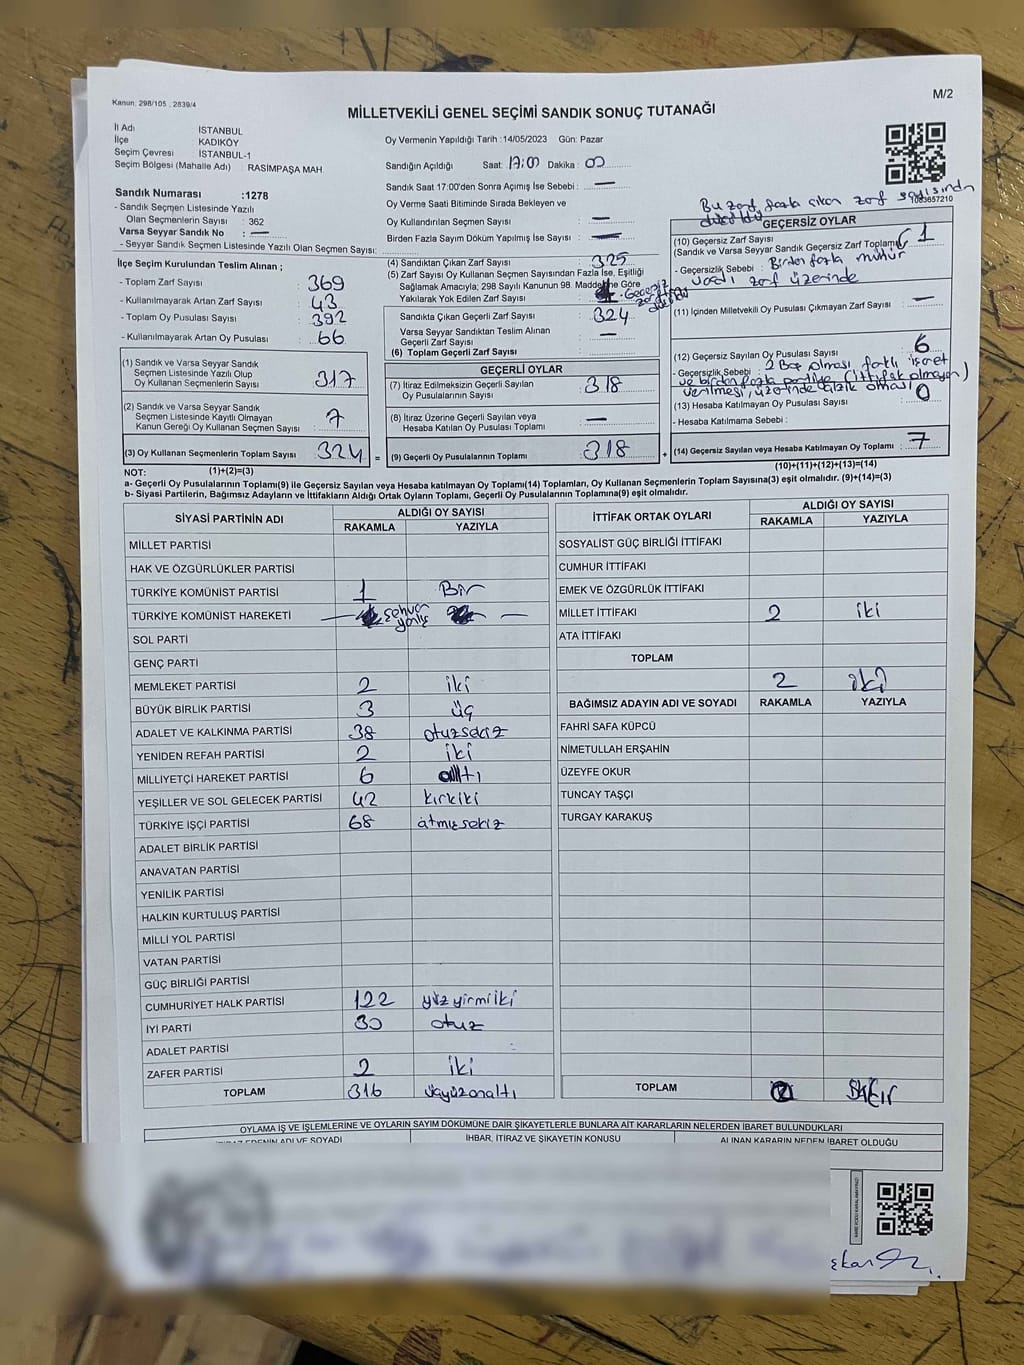 Kanun, 298/105 , 2839/4
M/2
MİLLETVEKİLİ GENEL SEÇİMİ SANDIK SONUÇ TUTANAĞI
İl Adı İSTANBUL
İlçe KADIKÖY
Seçim Çevresi İSTANBUL-1
Seçim Bölgesi (Mahalle Adı) : RASİMPAŞA MAH.
Oy Vermenin Yapıldığı Tarih :14/05/2023 Gün: Pazar
Sandığın Açıldığı Saat: 17:00 Dakika : 00
Sandık Saat 17:00'den Sonra Açımış İse Sebebi : —
Oy Verme Saati Bitiminde Sırada Bekleyen ve
Oy Kullandırılan Seçmen Sayısı : —
Birden Fazla Sayım Döküm Yapılmış İse Sayısı : —
Sandık Numarası :1278
- Sandık Seçmen Listesinde Yazılı
Olan Seçmenlerin Sayısı : 362
Varsa Seyyar Sandık No : —
- Seyyar Sandık Seçmen Listesinde Yazılı Olan Seçmen Sayısı:
İlçe Seçim Kurulundan Teslim Alınan ;
- Toplam Zarf Sayısı : 369
- Kullanılmayarak Artan Zarf Sayısı : 43
- Toplam Oy Pusulası Sayısı : 392
- Kullanılmayarak Artan Oy Pusulası : 66
(1) Sandık ve Varsa Seyyar Sandık
Seçmen Listesinde Yazılı Olup
Oy Kullanan Seçmenlerin Sayısı : 317
(2) Sandık ve Varsa Seyyar Sandık
Seçmen Listesinde Kayıtlı Olmayan
Kanun Gereği Oy Kullanan Seçmen Sayısı : 7
(3) Oy Kullanan Seçmenlerin Toplam Sayısı : 324
(1)+(2)=(3)
(4) Sandıktan Çıkan Zarf Sayısı : 325
(5) Zarf Sayısı Oy Kullanan Seçmen Sayısından Fazla İse, Eşitliği
Sağlamak Amacıyla; 298 Sayılı Kanunun 98. Maddesine Göre
Yakılarak Yok Edilen Zarf Sayısı : Geçersiz
Sandıkta Çıkan Geçerli Zarf Sayısı : 324
Varsa Seyyar Sandıktan Teslim Alınan
Geçerli Zarf Sayısı : —
(6) Toplam Geçerli Zarf Sayısı :
GEÇERLİ OYLAR
(7) İtiraz Edilmeksizin Geçerli Sayılan
Oy Pusulalarının Sayısı : 318
(8) İtiraz Üzerine Geçerli Sayılan veya
Hesaba Katılan Oy Pusulası Toplamı : —
= (9) Geçerli Oy Pusulalarının Toplamı : 318
Bu zarf fazla çıkan zarf sayısından
1083657210
GEÇERSİZ OYLAR
(10) Geçersiz Zarf Sayısı
(Sandık ve Varsa Seyyar Sandık Geçersiz Zarf Toplamı) 1
- Geçersizlik Sebebi : Birden fazla mühür
vardı zarf üzerinde
(11) İçinden Milletvekili Oy Pusulası Çıkmayan Zarf Sayısı : —
(12) Geçersiz Sayılan Oy Pusulası Sayısı : 6
- Geçersizlik Sebebi : 2 Boş olması farklı işaret
ve birden fazla partiye (ittifak olmayan)
verilmesi, üzerinde çizik olması
(13) Hesaba Katılmayan Oy Pusulası Sayısı : 0
- Hesaba Katılmama Sebebi :
+ (14) Geçersiz Sayılan veya Hesaba Katılmayan Oy Toplamı : 7
(10)+(11)+(12)+(13)=(14)
NOT:
a- Geçerli Oy Pusulalarının Toplamı(9) ile Geçersiz Sayılan veya Hesaba Katılmayan Oy Toplamı(14) Toplamları, Oy Kullanan Seçmenlerin Toplam Sayısına(3) eşit olmalıdır. (9)+(14)=(3)
b- Siyasi Partilerin, Bağımsız Adayların ve İttifakların Aldığı Ortak Oyların Toplamı, Geçerli Oy Pusulalarının Toplamına(9) eşit olmalıdır.
SİYASİ PARTİNİN ADI ALDIĞI OY SAYISI
RAKAMLA YAZIYLA
MİLLET PARTİSİ
HAK VE ÖZGÜRLÜKLER PARTİSİ
TÜRKİYE KOMÜNİST PARTİSİ 1 Bir
TÜRKİYE KOMÜNİST HAREKETİ — —
SOL PARTİ
GENÇ PARTİ
MEMLEKET PARTİSİ 2 iki
BÜYÜK BİRLİK PARTİSİ 3 üç
ADALET VE KALKINMA PARTİSİ 38 otuzsekiz
YENİDEN REFAH PARTİSİ 2 iki
MİLLİYETÇİ HAREKET PARTİSİ 6 altı
YEŞİLLER VE SOL GELECEK PARTİSİ 42 kırkiki
TÜRKİYE İŞÇİ PARTİSİ 68 atmışsekiz
ADALET BİRLİK PARTİSİ
ANAVATAN PARTİSİ
YENİLİK PARTİSİ
HALKIN KURTULUŞ PARTİSİ
MİLLİ YOL PARTİSİ
VATAN PARTİSİ
GÜÇ BİRLİĞİ PARTİSİ
CUMHURİYET HALK PARTİSİ 122 yüzyirmiiki
İYİ PARTİ 30 otuz
ADALET PARTİSİ
ZAFER PARTİSİ 2 iki
TOPLAM 316 üçyüzonaltı
İTTİFAK ORTAK OYLARI ALDIĞI OY SAYISI
RAKAMLA YAZIYLA
SOSYALİST GÜÇ BİRLİĞİ İTTİFAKI
CUMHUR İTTİFAKI
EMEK VE ÖZGÜRLÜK İTTİFAKI
MİLLET İTTİFAKI 2 iki
ATA İTTİFAKI
TOPLAM
2 iki
BAĞIMSIZ ADAYIN ADI VE SOYADI RAKAMLA YAZIYLA
FAHRİ SAFA KÜPCÜ
NİMETULLAH ERŞAHİN
ÜZEYFE OKUR
TUNCAY TAŞÇI
TURGAY KARAKUŞ
TOPLAM
OYLAMA İŞ VE İŞLEMLERİNE VE OYLARIN SAYIM DÖKÜMÜNE DAİR ŞİKAYETLERLE BUNLARA AİT KARARLARIN NELERDEN İBARET BULUNDUKLARI
EDENİN ADI VE SOYADI İHBAR, İTİRAZ VE ŞİKAYETİN KONUSU ALINAN KARARIN NEDEN İBARET OLDUĞU